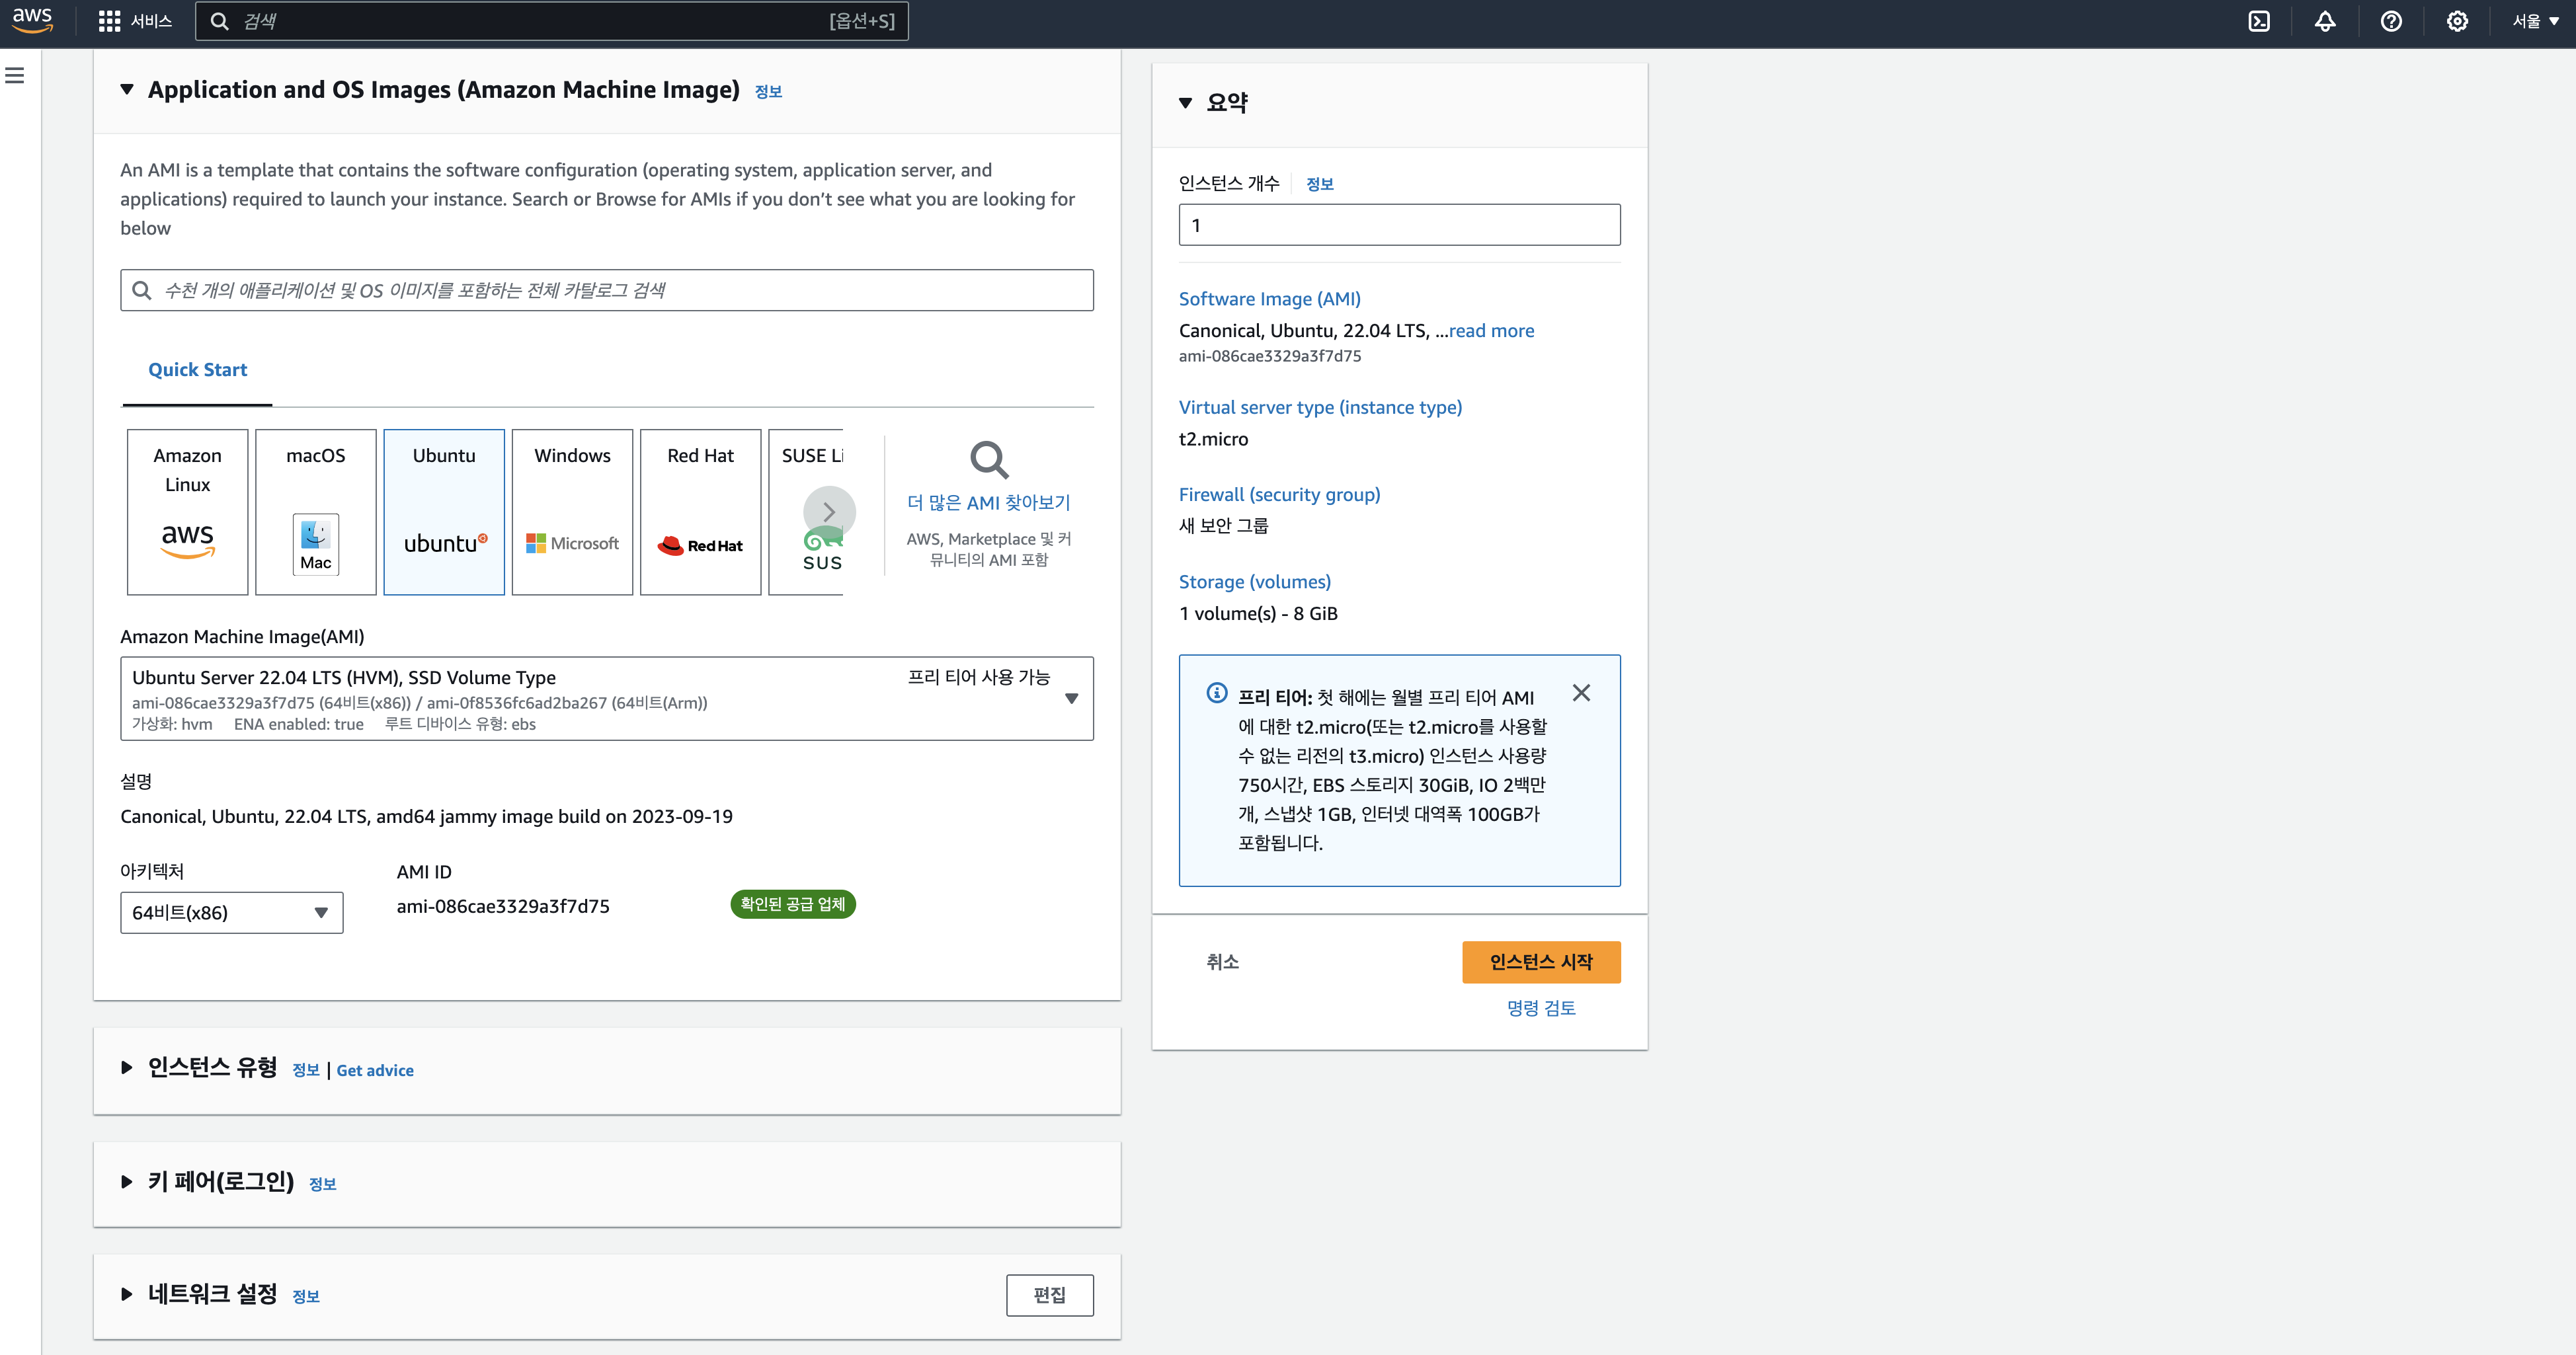 aws
서비스
검색
[옵션+S]
서울
Application and OS Images (Amazon Machine Image) 정보
An AMI is a template that contains the software configuration (operating system, application server, and
applications) required to launch your instance. Search or Browse for AMIs if you don’t see what you are looking for
below
수천 개의 애플리케이션 및 OS 이미지를 포함하는 전체 카탈로그 검색
Quick Start
Amazon
Linux
aws
macOS
Mac
Ubuntu
ubuntu
Windows
Microsoft
Red Hat
Red Hat
SUSE Li
SUS
더 많은 AMI 찾아보기
AWS, Marketplace 및 커
뮤니티의 AMI 포함
Amazon Machine Image(AMI)
Ubuntu Server 22.04 LTS (HVM), SSD Volume Type
프리 티어 사용 가능
ami-086cae3329a3f7d75 (64비트(x86)) / ami-0f8536fc6ad2ba267 (64비트(Arm))
가상화: hvm ENA enabled: true 루트 디바이스 유형: ebs
설명
Canonical, Ubuntu, 22.04 LTS, amd64 jammy image build on 2023-09-19
아키텍처
64비트(x86)
AMI ID
ami-086cae3329a3f7d75
확인된 공급 업체
인스턴스 유형 정보 | Get advice
키 페어(로그인) 정보
네트워크 설정 정보
편집
요약
인스턴스 개수 정보
1
Software Image (AMI)
Canonical, Ubuntu, 22.04 LTS, ...read more
ami-086cae3329a3f7d75
Virtual server type (instance type)
t2.micro
Firewall (security group)
새 보안 그룹
Storage (volumes)
1 volume(s) - 8 GiB
프리 티어: 첫 해에는 월별 프리 티어 AMI
에 대한 t2.micro(또는 t2.micro를 사용할
수 없는 리전의 t3.micro) 인스턴스 사용량
750시간, EBS 스토리지 30GiB, IO 2백만
개, 스냅샷 1GB, 인터넷 대역폭 100GB가
포함됩니다.
취소
인스턴스 시작
명령 검토